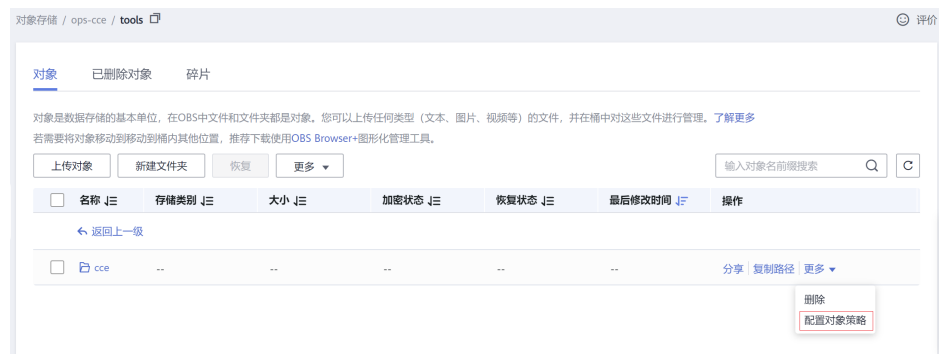 对象存储 / ops-cce / tools 评价
对象 已删除对象 碎片
对象是数据存储的基本单位，在OBS中文件和文件夹都是对象。您可以上传任何类型（文本、图片、视频等）的文件，并在桶中对这些文件进行管理。了解更多
若需要将对象移动到移动到桶内其他位置，推荐下载使用OBS Browser+图形化管理工具。
上传对象 新建文件夹 恢复 更多 输入对象名前缀搜索
名称 存储类别 大小 加密状态 恢复状态 最后修改时间 操作
返回上一级
cce -- -- -- -- -- 分享 复制路径 更多
删除
配置对象策略